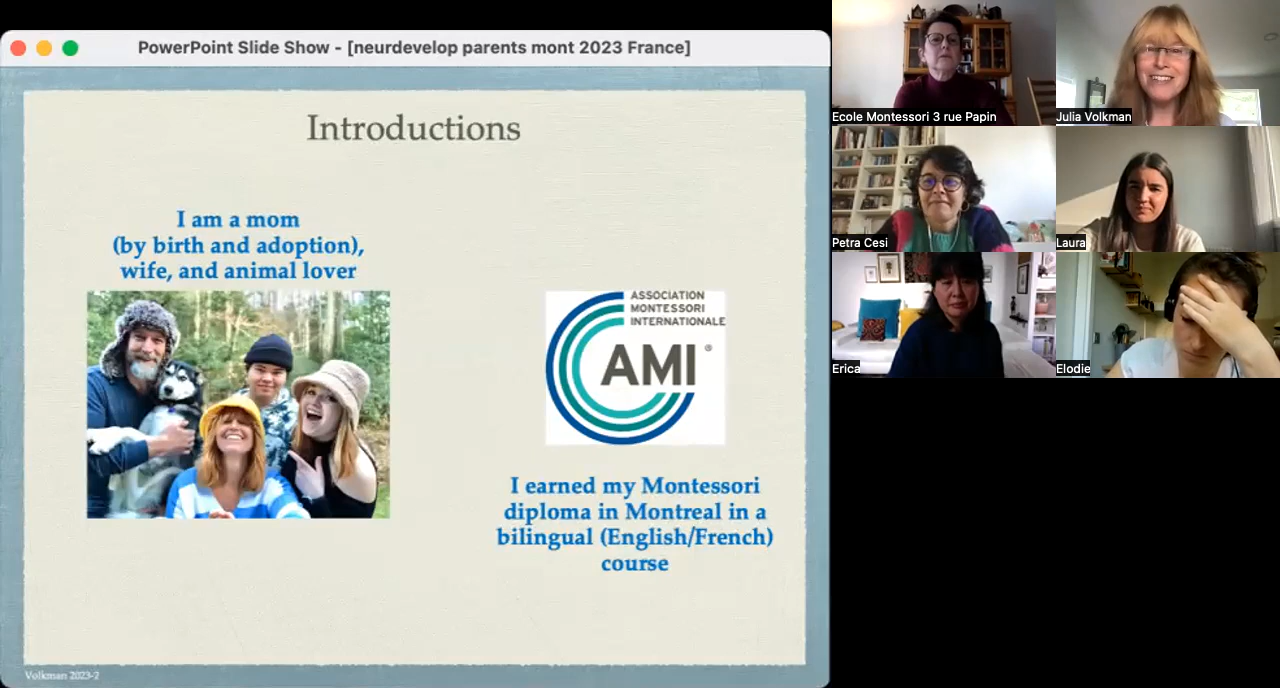 PowerPoint Slide Show - [neurdevelop parents mont 2023 France]
Introductions
I am a mom
(by birth and adoption),
wife, and animal lover
ASSOCIATION
MONTESSORI
INTERNATIONALE
AMI®
I earned my Montessori
diploma in Montreal in a
bilingual (English/French)
course
Volkman 2023-2
Ecole Montessori 3 rue Papin
Julia Volkman
Petra Cesi
Laura
Erica
Elodie